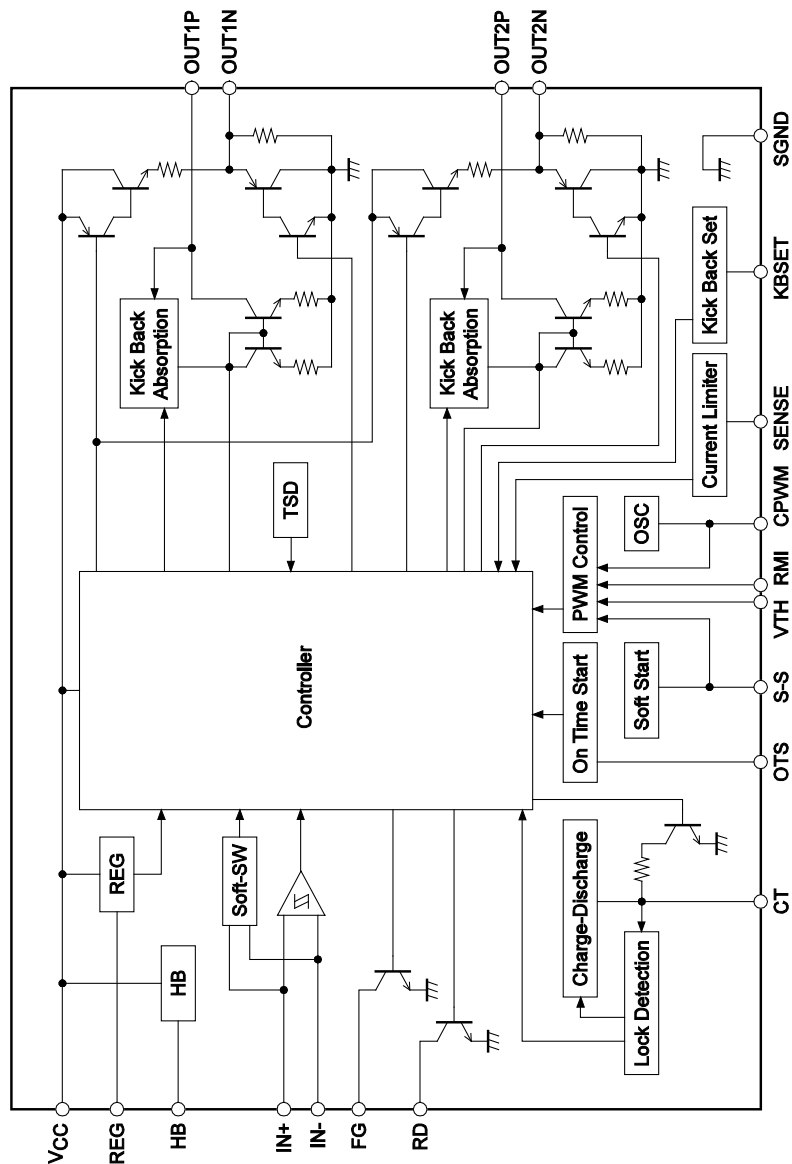 OUT1P
OUT1N
OUT2P
OUT2N
SGND
KBSET
SENSE
CPWM
RMI
VTH
S-S
OTS
CT
VCC
REG
HB
IN+
IN-
FG
RD
Kick Back
Absorption
Kick Back
Absorption
Kick Back Set
Current Limiter
TSD
OSC
PWM Control
Controller
Soft Start
On Time Start
REG
Soft-SW
HB
Charge-Discharge
Lock Detection